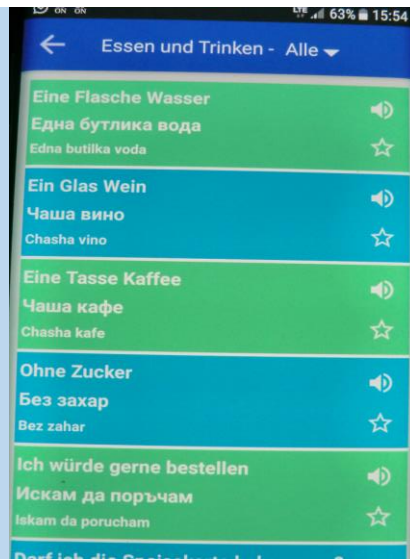 ON ON LTE 63% 15:54
Essen und Trinken - Alle
Eine Flasche Wasser
Една бутлика вода
Edna butilka voda
Ein Glas Wein
Чаша вино
Chasha vino
Eine Tasse Kaffee
Чаша кафе
Chasha kafe
Ohne Zucker
Без захар
Bez zahar
Ich würde gerne bestellen
Искам да поръчам
Iskam da porucham
Darf ich die